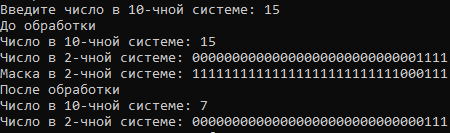 Введите число в 10-чной системе: 15
До обработки
Число в 10-чной системе: 15
Число в 2-чной системе: 00000000000000000000000000001111
Маска в 2-чной системе: 11111111111111111111111111000111
После обработки
Число в 10-чной системе: 7
Число в 2-чной системе: 00000000000000000000000000000111